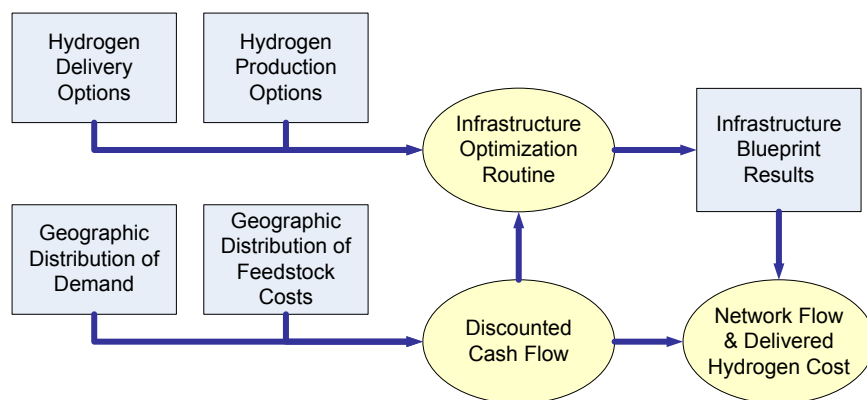 Hydrogen
Delivery
Options
Hydrogen
Production
Options
Infrastructure
Optimization
Routine
Infrastructure
Blueprint
Results
Geographic
Distribution of
Demand
Geographic
Distribution of
Feedstock
Costs
Discounted
Cash Flow
Network Flow
& Delivered
Hydrogen Cost